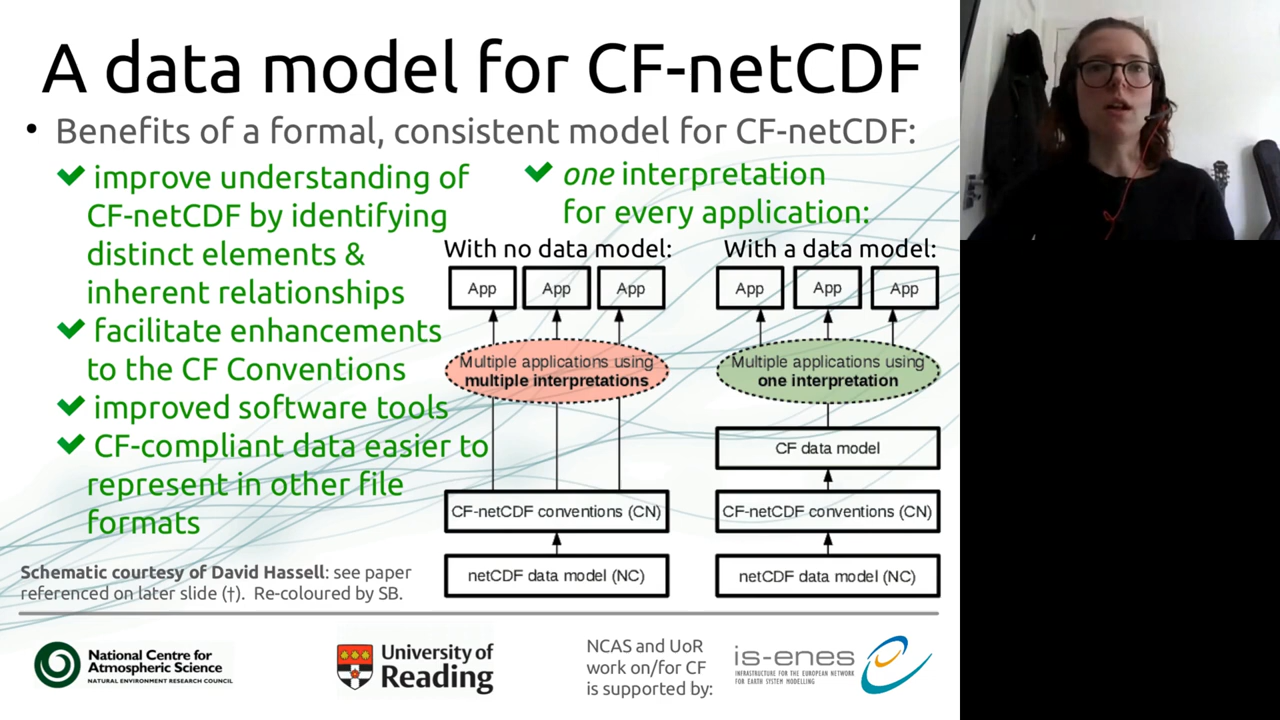 A data model for CF-netCDF
• Benefits of a formal, consistent model for CF-netCDF:
✔ improve understanding of
CF-netCDF by identifying
distinct elements &
inherent relationships
✔ facilitate enhancements
to the CF Conventions
✔ improved software tools
✔ CF-compliant data easier to
represent in other file
formats
✔ one interpretation
for every application:
With no data model:
App App App
Multiple applications using
multiple interpretations
CF-netCDF conventions (CN)
netCDF data model (NC)
With a data model:
App App App
Multiple applications using
one interpretation
CF data model
CF-netCDF conventions (CN)
netCDF data model (NC)
Schematic courtesy of David Hassell: see paper
referenced on later slide (†). Re-coloured by SB.
National Centre for
Atmospheric Science
NATURAL ENVIRONMENT RESEARCH COUNCIL
University of
Reading
NCAS and UoR
work on/for CF
is supported by:
is-enes
INFRASTRUCTURE FOR THE EUROPEAN NETWORK
FOR EARTH SYSTEM MODELLING